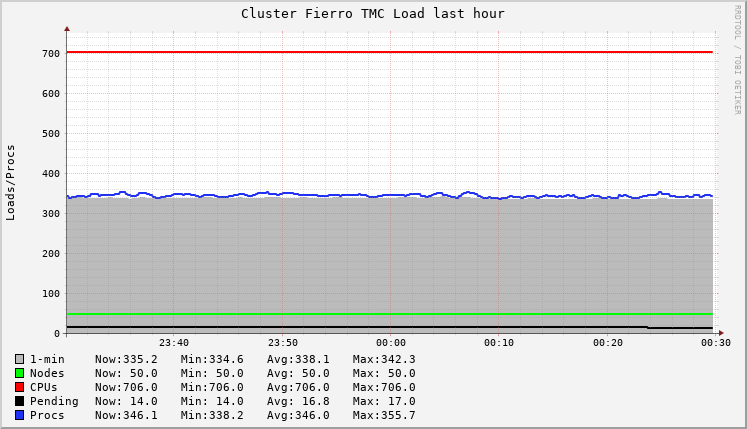 Cluster Fierro TMC Load last hour
RRDTOOL / TOBI OETIKER
Loads/Procs
700
600
500
400
300
200
100
0
23:40 23:50 00:00 00:10 00:20 00:30
1-min Now:335.2 Min:334.6 Avg:338.1 Max:342.3
Nodes Now: 50.0 Min: 50.0 Avg: 50.0 Max: 50.0
CPUs Now:706.0 Min:706.0 Avg:706.0 Max:706.0
Pending Now: 14.0 Min: 14.0 Avg: 16.8 Max: 17.0
Procs Now:346.1 Min:338.2 Avg:346.0 Max:355.7